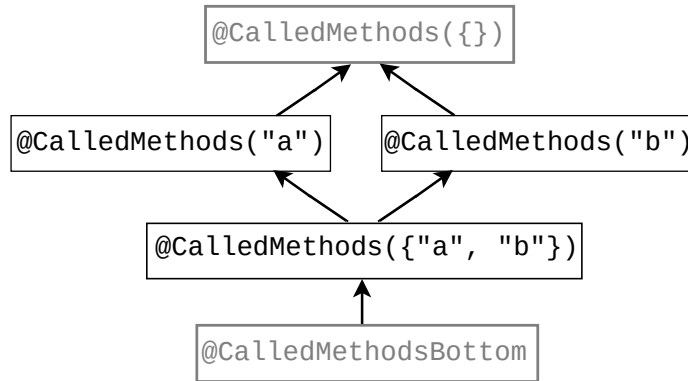 @CalledMethods({})
@CalledMethods("a")
@CalledMethods("b")
@CalledMethods({"a", "b"})
@CalledMethodsBottom